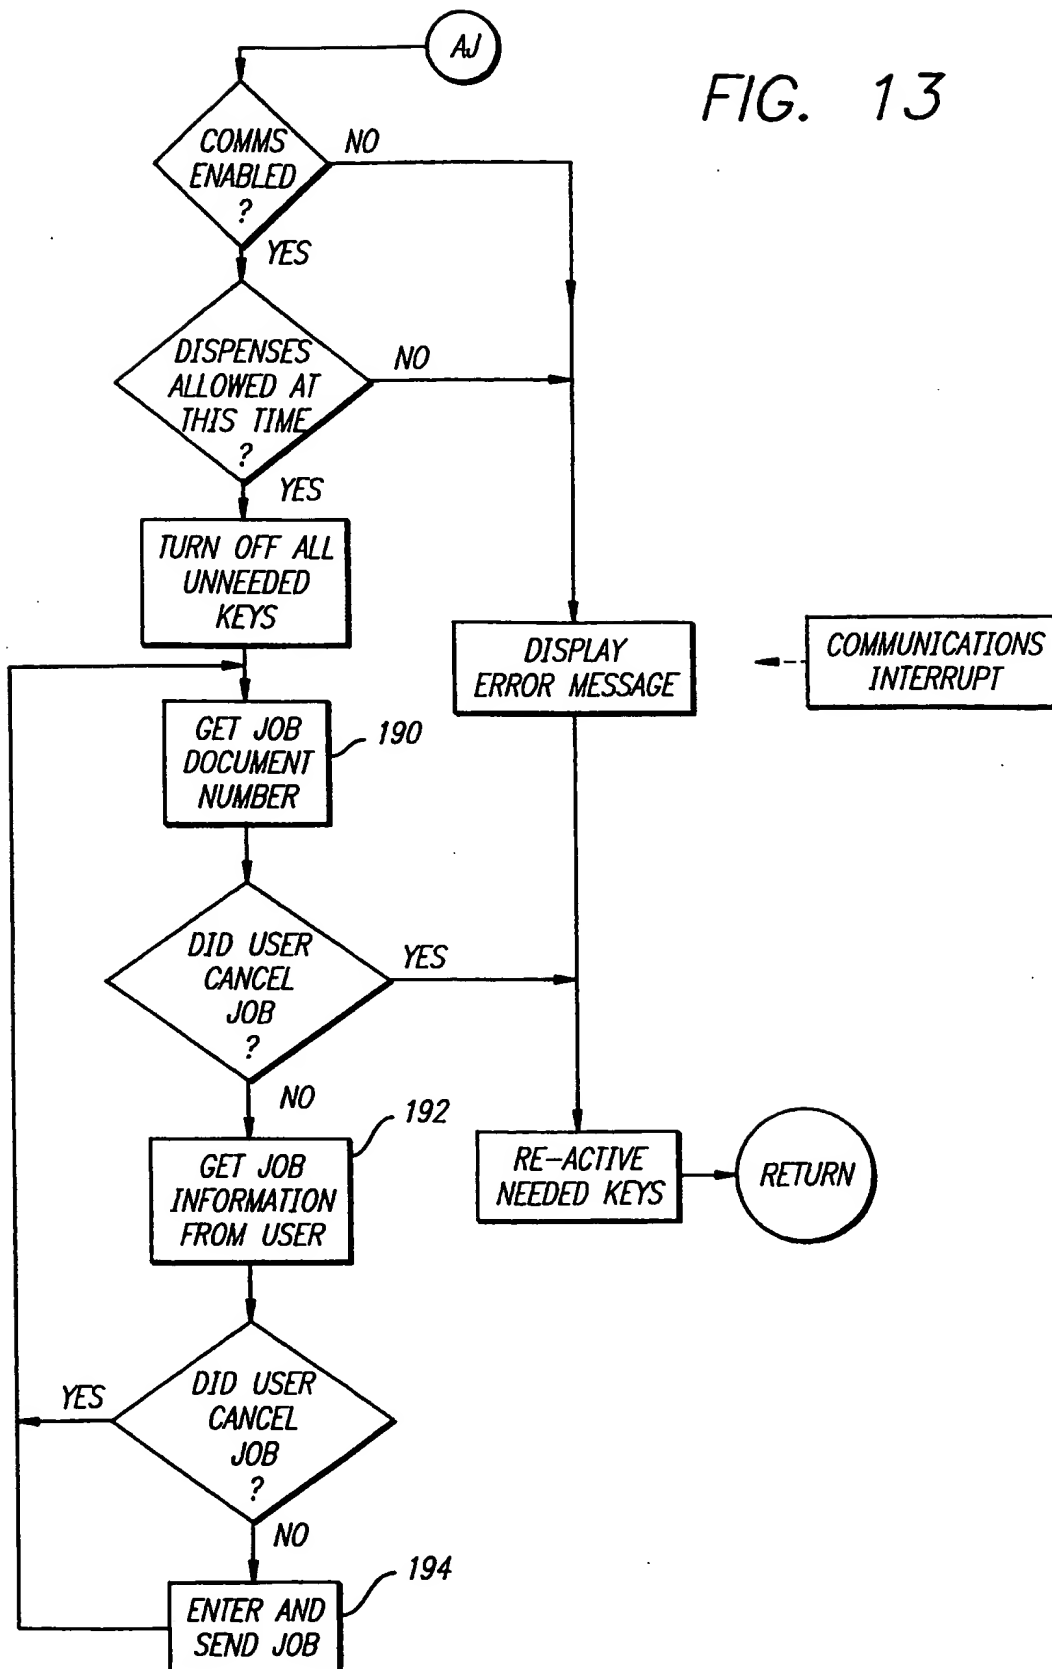 AJ
FIG. 13
COMMS
ENABLED
?
NO
YES
DISPENSES
ALLOWED AT
THIS TIME
?
NO
YES
TURN OFF ALL
UNNEEDED
KEYS
DISPLAY
ERROR MESSAGE
COMMUNICATIONS
INTERRUPT
GET JOB
DOCUMENT
NUMBER
190
DID USER
CANCEL
JOB
?
YES
NO
192
GET JOB
INFORMATION
FROM USER
RE-ACTIVE
NEEDED KEYS
RETURN
DID USER
CANCEL
JOB
?
YES
NO
194
ENTER AND
SEND JOB